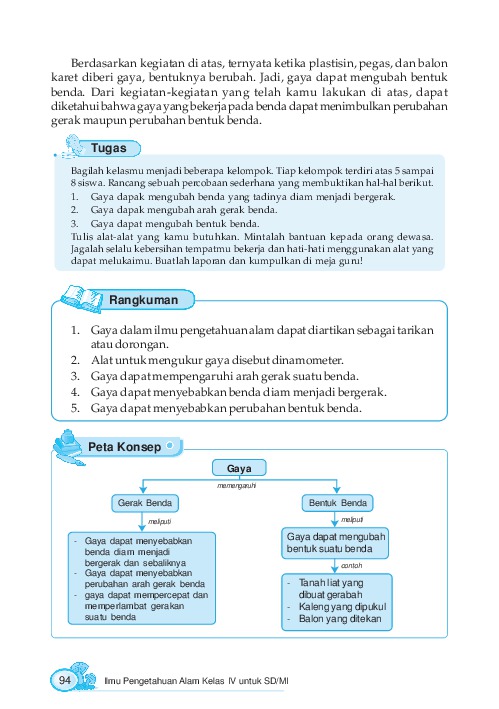 Berdasarkan kegiatan di atas, ternyata ketika plastisin, pegas, dan balon
karet diberi gaya, bentuknya berubah. Jadi, gaya dapat mengubah bentuk
benda. Dari kegiatan-kegiatan yang telah kamu lakukan di atas, dapat
diketahui bahwa gaya yang bekerja pada benda dapat menimbulkan perubahan
gerak maupun perubahan bentuk benda.
Tugas
Bagilah kelasmu menjadi beberapa kelompok. Tiap kelompok terdiri atas 5 sampai
8 siswa. Rancang sebuah percobaan sederhana yang membuktikan hal-hal berikut.
1. Gaya dapak mengubah benda yang tadinya diam menjadi bergerak.
2. Gaya dapak mengubah arah gerak benda.
3. Gaya dapat mengubah bentuk benda.
Tulis alat-alat yang kamu butuhkan. Mintalah bantuan kepada orang dewasa.
Jagalah selalu kebersihan tempatmu bekerja dan hati-hati menggunakan alat yang
dapat melukaimu. Buatlah laporan dan kumpulkan di meja guru!
Rangkuman
1. Gaya dalam ilmu pengetahuan alam dapat diartikan sebagai tarikan
atau dorongan.
2. Alat untuk mengukur gaya disebut dinamometer.
3. Gaya dapat mempengaruhi arah gerak suatu benda.
4. Gaya dapat menyebabkan benda diam menjadi bergerak.
5. Gaya dapat menyebabkan perubahan bentuk benda.
Peta Konsep
Gaya
memengaruhi
Gerak Benda
meliputi
- Gaya dapat menyebabkan
benda diam menjadi
bergerak dan sebaliknya
- Gaya dapat menyebabkan
perubahan arah gerak benda
- gaya dapat mempercepat dan
memperlambat gerakan
suatu benda
Bentuk Benda
meliputi
Gaya dapat mengubah
bentuk suatu benda
contoh
- Tanah liat yang
dibuat gerabah
- Kaleng yang dipukul
- Balon yang ditekan
94 Ilmu Pengetahuan Alam Kelas IV untuk SD/MI